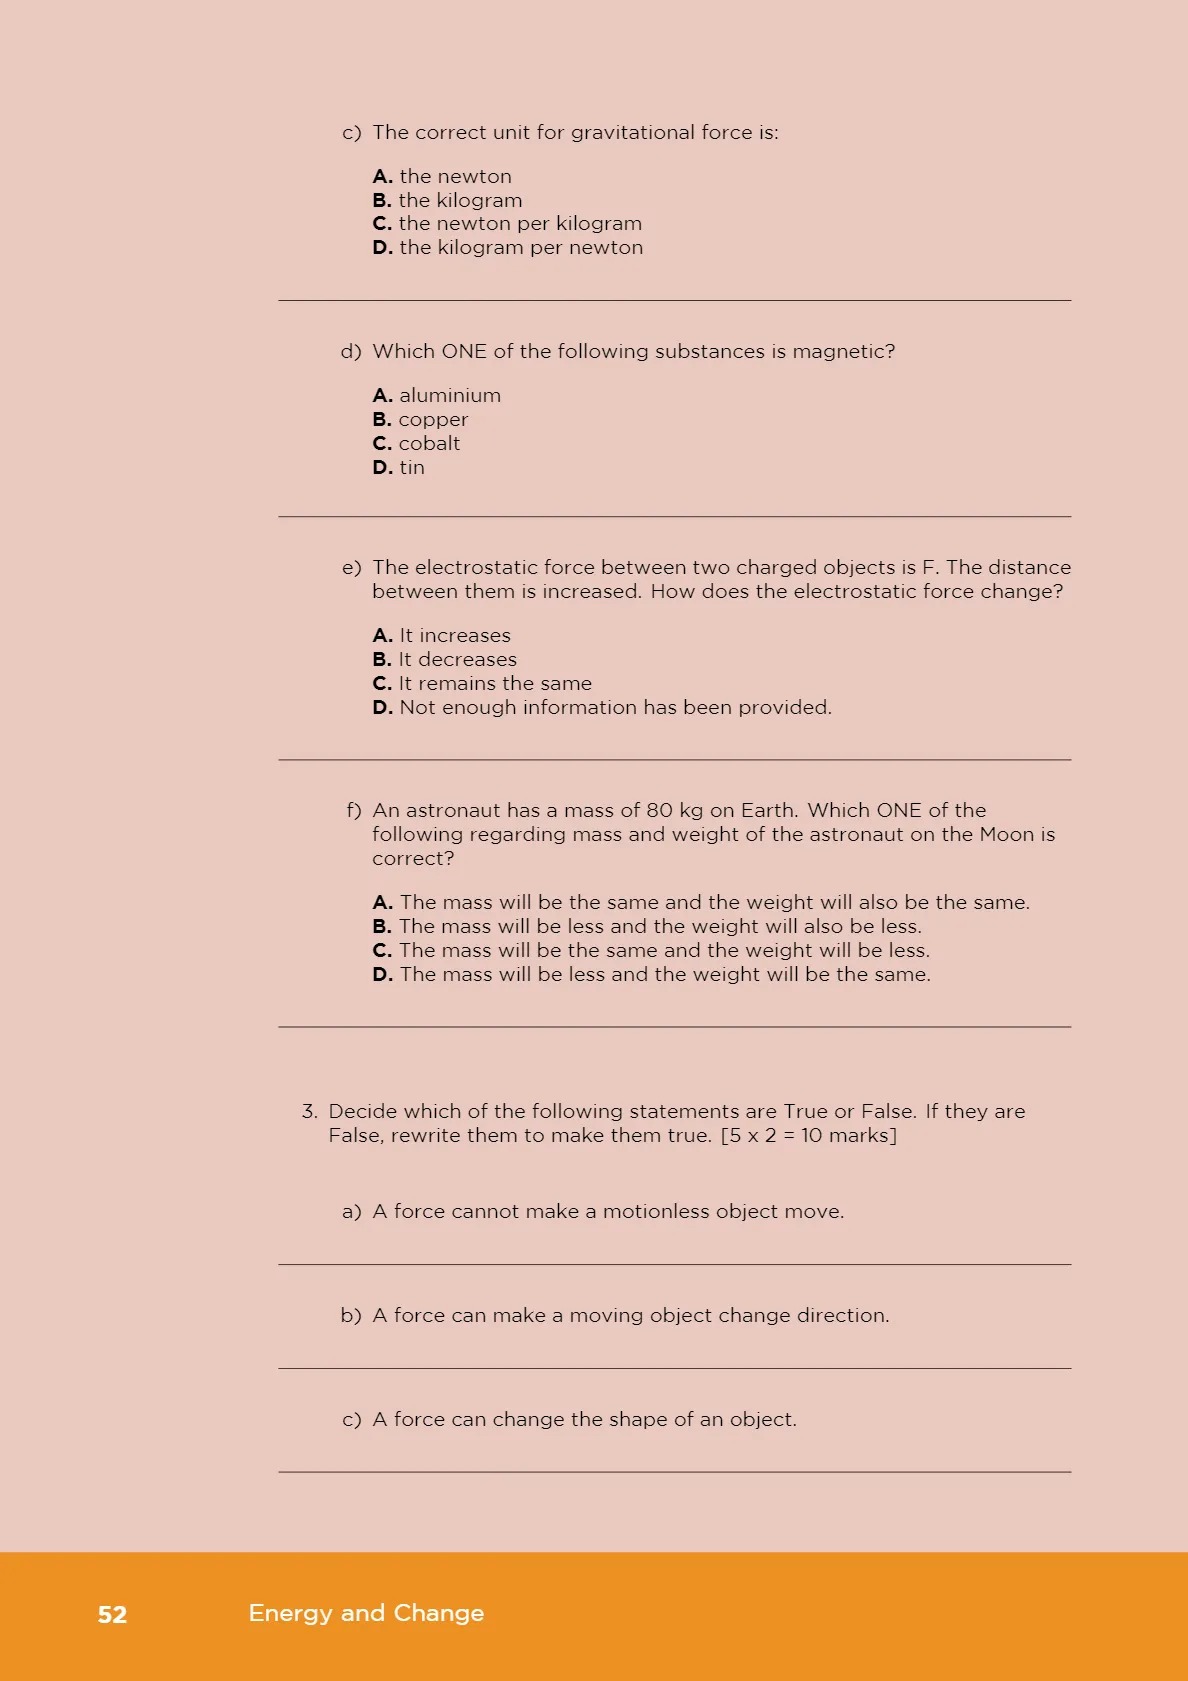 c) The correct unit for gravitational force is:
A. the newton
B. the kilogram
C. the newton per kilogram
D. the kilogram per newton
d) Which ONE of the following substances is magnetic?
A. aluminium
B. copper
C. cobalt
D. tin
e) The electrostatic force between two charged objects is F. The distance
between them is increased. How does the electrostatic force change?
A. It increases
B. It decreases
C. It remains the same
D. Not enough information has been provided.
f) An astronaut has a mass of 80 kg on Earth. Which ONE of the
following regarding mass and weight of the astronaut on the Moon is
correct?
A. The mass will be the same and the weight will also be the same.
B. The mass will be less and the weight will also be less.
C. The mass will be the same and the weight will be less.
D. The mass will be less and the weight will be the same.
3. Decide which of the following statements are True or False. If they are
False, rewrite them to make them true. [5 x 2 = 10 marks]
a) A force cannot make a motionless object move.
b) A force can make a moving object change direction.
c) A force can change the shape of an object.
52 Energy and Change